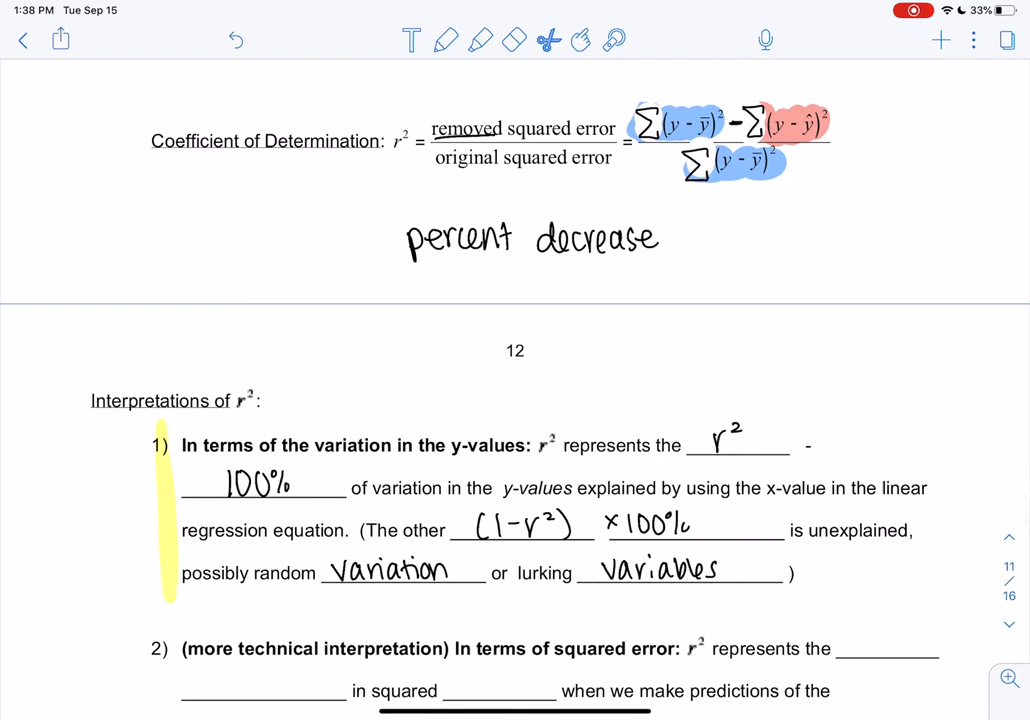 1:38 PM Tue Sep 15 33%
Coefficient of Determination: r² = removed squared error / original squared error = ∑(y - ȳ)² - ∑(y - ŷ)² / ∑(y - ȳ)²
percent decrease
12
Interpretations of r²:
1) In terms of the variation in the y-values: r² represents the r² -
100% of variation in the y-values explained by using the x-value in the linear
regression equation. (The other (1-r²) ×100% is unexplained,
possibly random variation or lurking variables )
11
/
16
2) (more technical interpretation) In terms of squared error: r² represents the ________
________ in squared ________ when we make predictions of the